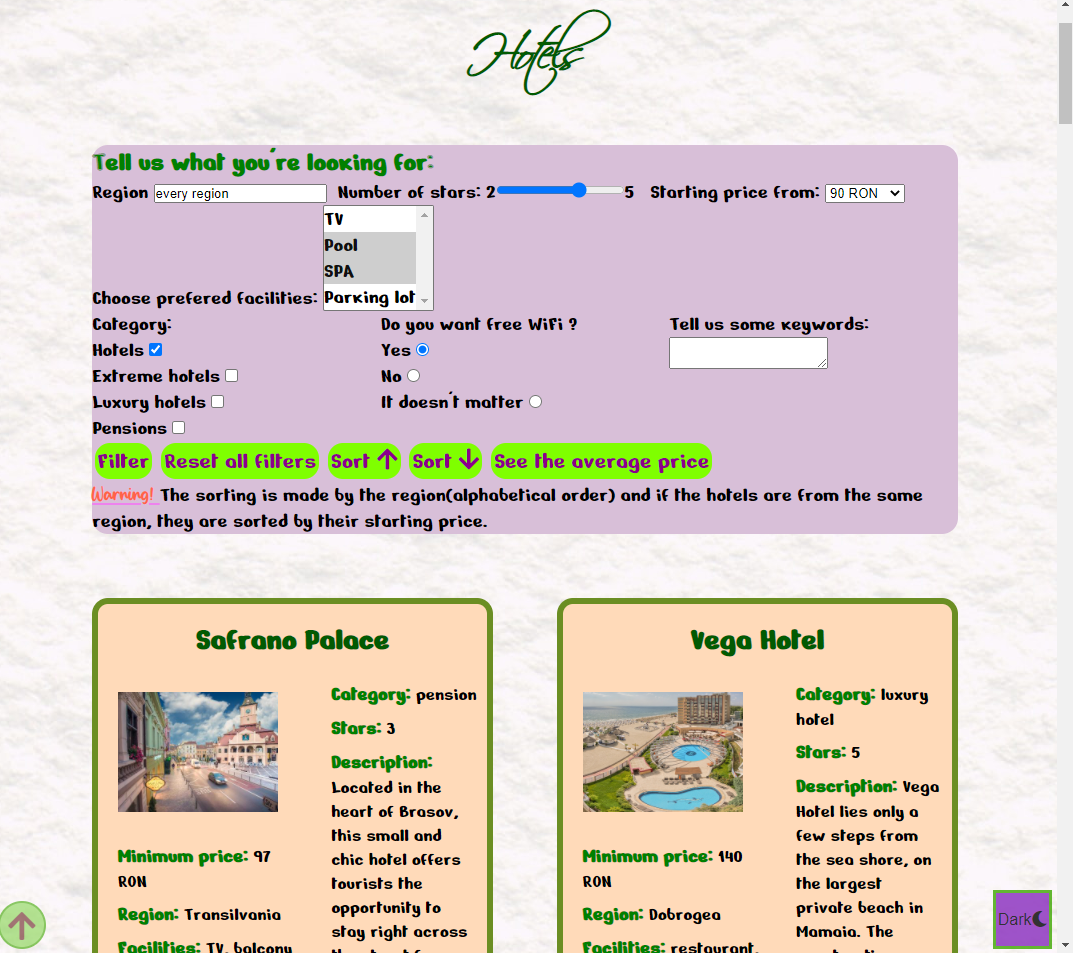 Hotels
Tell us what you're looking for:
Region every region Number of stars: 2 5 Starting price from: 90 RON
TV
Pool
SPA
Choose prefered facilities: Parking lot
Category: Do you want free WiFi ? Tell us some keywords:
Hotels Yes
Extreme hotels No
Luxury hotels It doesn't matter
Pensions
Filter Reset all filters Sort ↑ Sort ↓ See the average price
Warning! The sorting is made by the region(alphabetical order) and if the hotels are from the same
region, they are sorted by their starting price.
Safrano Palace
Category: pension
Stars: 3
Description:
Located in the
heart of Brasov,
this small and
chic hotel offers
tourists the
opportunity to
stay right across
Minimum price: 97
RON
Region: Transilvania
Facilities: TV, balcony
Vega Hotel
Category: luxury
hotel
Stars: 5
Description: Vega
Hotel lies only a
few steps from
the sea shore, on
the largest
private beach in
Mamaia. The
Minimum price: 140
RON
Region: Dobrogea
Facilities: restaurant,
Dark